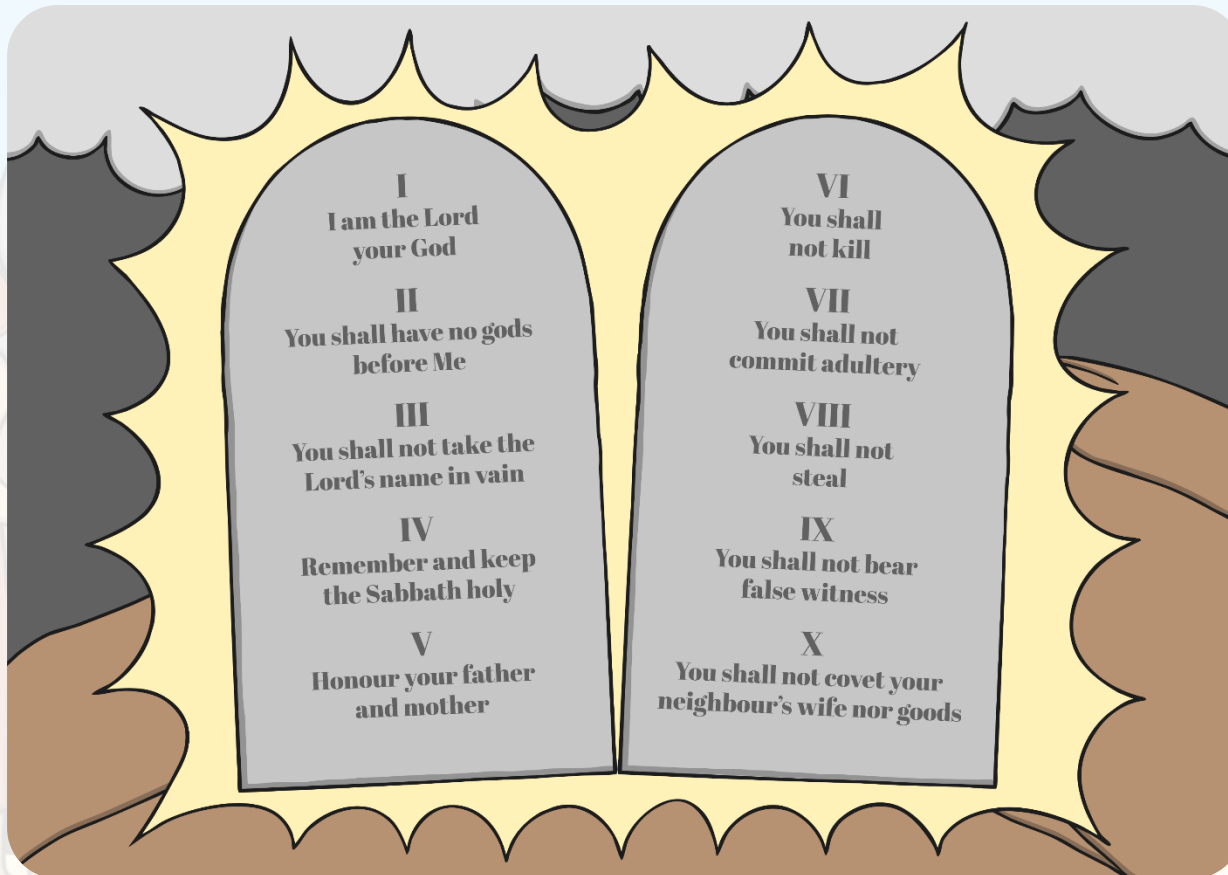 I
I am the Lord
your God
II
You shall have no gods
before Me
III
You shall not take the
Lord's name in vain
IV
Remember and keep
the Sabbath holy
V
Honour your father
and mother
VI
You shall
not kill
VII
You shall not
commit adultery
VIII
You shall not
steal
IX
You shall not bear
false witness
X
You shall not covet your
neighbour's wife nor goods